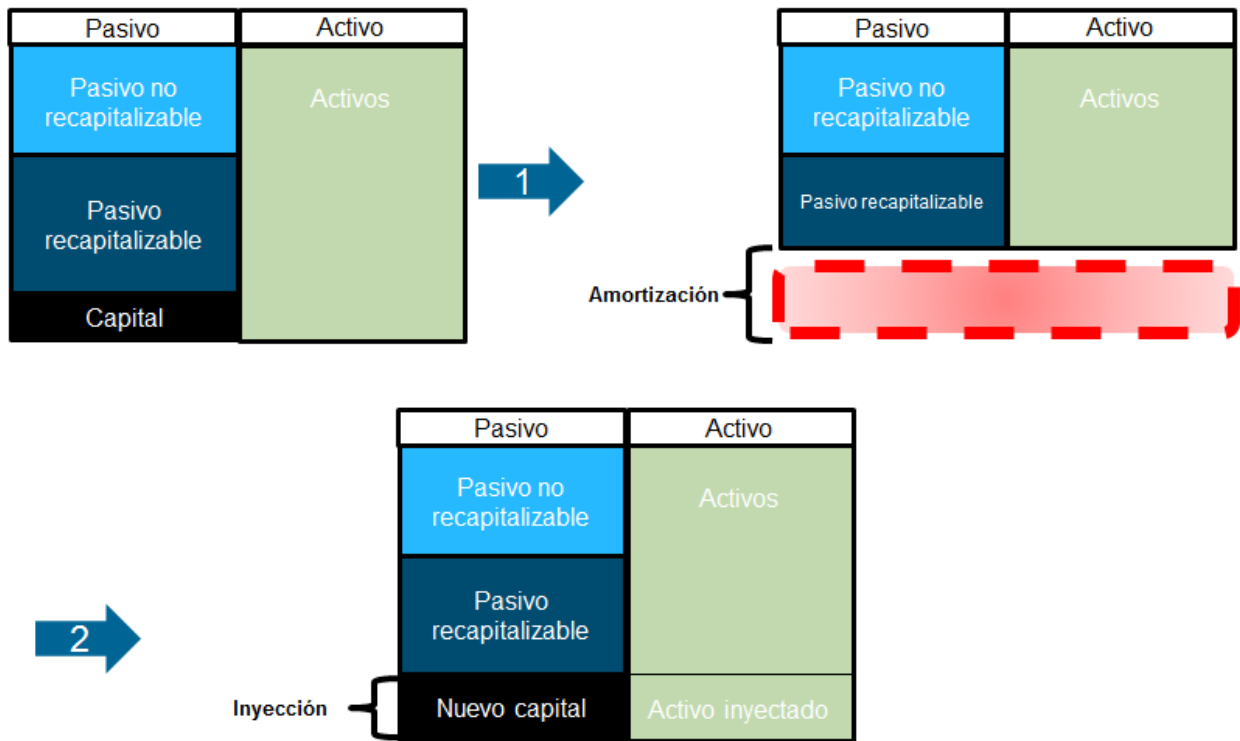 Pasivo
Activo
Pasivo no
recapitalizable
Activos
Pasivo
recapitalizable
Capital
1
Pasivo
Activo
Pasivo no
recapitalizable
Activos
Pasivo recapitalizable
Amortización
2
Pasivo
Activo
Pasivo no
recapitalizable
Activos
Pasivo
recapitalizable
Inyección
Nuevo capital
Activo inyectado